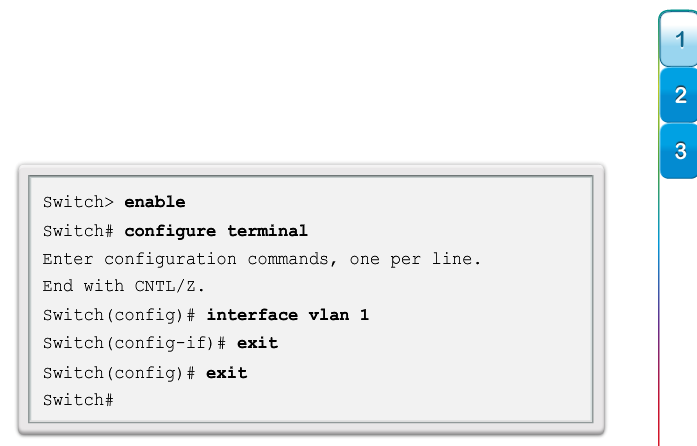 1
2
3
Switch> enable
Switch# configure terminal
Enter configuration commands, one per line.
End with CNTL/Z.
Switch(config)# interface vlan 1
Switch(config-if)# exit
Switch(config)# exit
Switch#